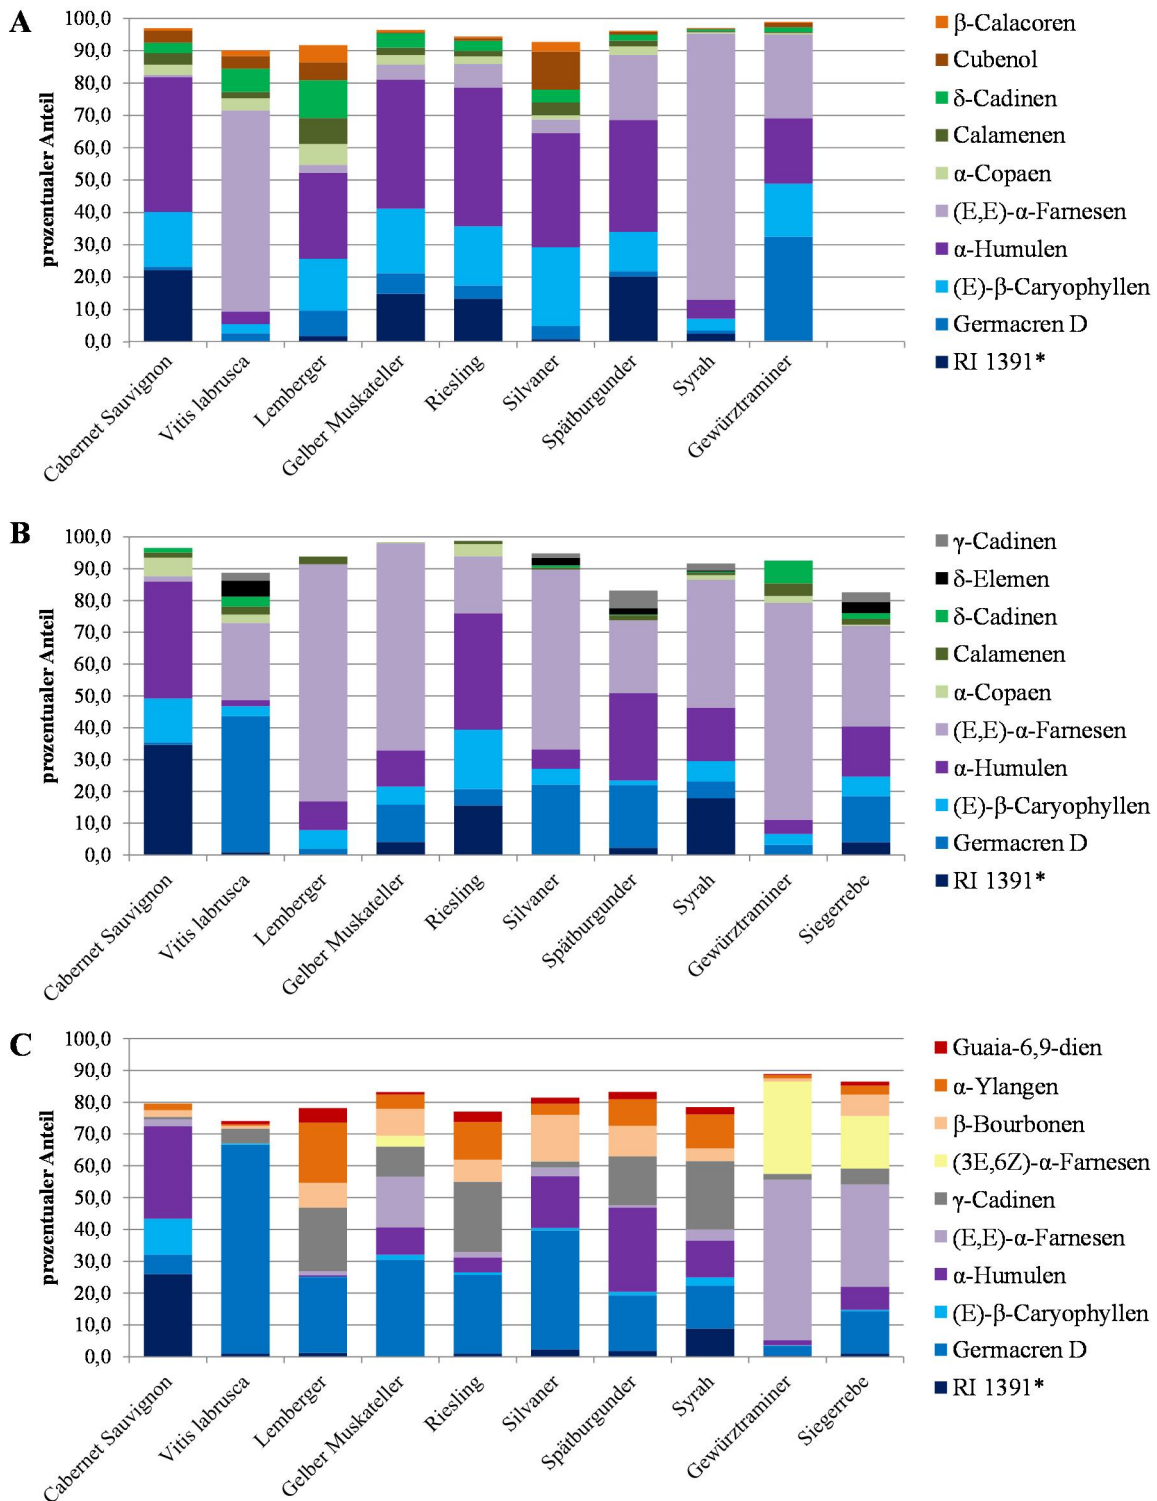 A
prozentualer Anteil
100,0
90,0
80,0
70,0
60,0
50,0
40,0
30,0
20,0
10,0
0,0
Cabernet Sauvignon
Vitis labrusca
Lemberger
Gelber Muskateller
Riesling
Silvaner
Spätburgunder
Syrah
Gewürztraminer
β-Calacoren
Cubenol
δ-Cadinen
Calamenen
α-Copaen
(E,E)-α-Farnesen
α-Humulen
(E)-β-Caryophyllen
Germacren D
RI 1391*
B
prozentualer Anteil
100,0
90,0
80,0
70,0
60,0
50,0
40,0
30,0
20,0
10,0
0,0
Cabernet Sauvignon
Vitis labrusca
Lemberger
Gelber Muskateller
Riesling
Silvaner
Spätburgunder
Syrah
Gewürztraminer
Siegerrebe
γ-Cadinen
δ-Elemen
δ-Cadinen
Calamenen
α-Copaen
(E,E)-α-Farnesen
α-Humulen
(E)-β-Caryophyllen
Germacren D
RI 1391*
C
prozentualer Anteil
100,0
90,0
80,0
70,0
60,0
50,0
40,0
30,0
20,0
10,0
0,0
Cabernet Sauvignon
Vitis labrusca
Lemberger
Gelber Muskateller
Riesling
Silvaner
Spätburgunder
Syrah
Gewürztraminer
Siegerrebe
Guaia-6,9-dien
α-Ylangen
β-Bourbonen
(3E,6Z)-α-Farnesen
γ-Cadinen
(E,E)-α-Farnesen
α-Humulen
(E)-β-Caryophyllen
Germacren D
RI 1391*